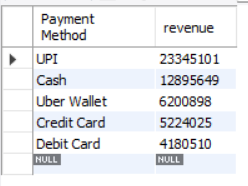 Payment Method revenue
UPI 23345101
Cash 12895649
Uber Wallet 6200898
Credit Card 5224025
Debit Card 4180510
NULL NULL